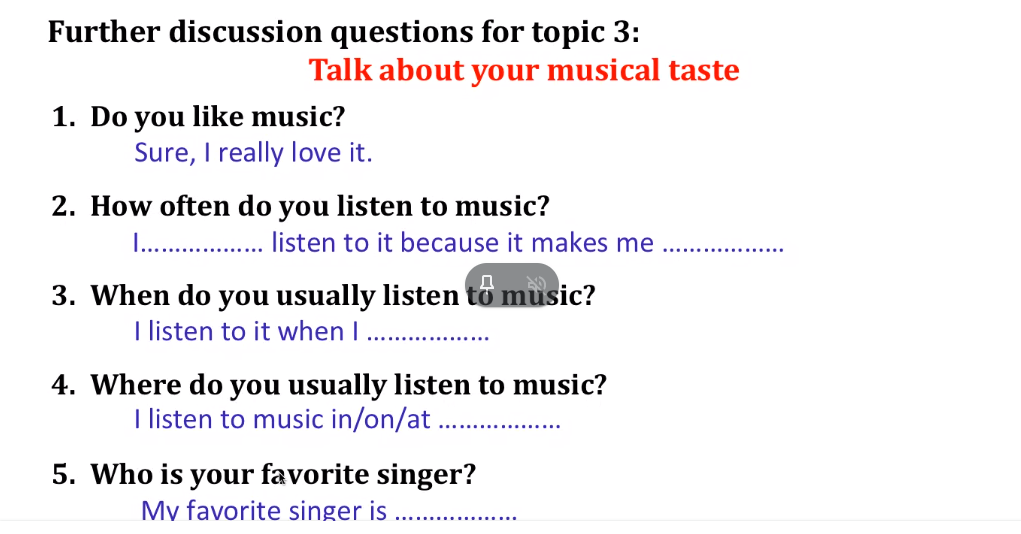 Further discussion questions for topic 3:
Talk about your musical taste
1. Do you like music?
Sure, I really love it.
2. How often do you listen to music?
I.................. listen to it because it makes me ..................
3. When do you usually listen to music?
I listen to it when I ..................
4. Where do you usually listen to music?
I listen to music in/on/at ..................
5. Who is your favorite singer?
My favorite singer is ..................